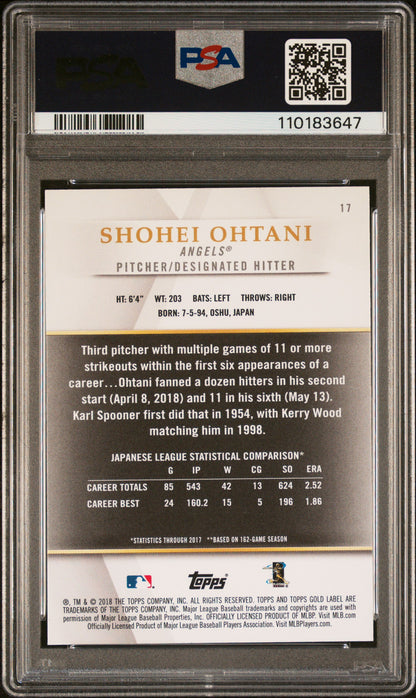 PSA
PSA
110183647
17
SHOHEI OHTANI
ANGELS®
PITCHER/DESIGNATED HITTER
HT: 6'4" WT: 203 BATS: LEFT THROWS: RIGHT
BORN: 7-5-94, OSHU, JAPAN
Third pitcher with multiple games of 11 or more
strikeouts within the first six appearances of a
career...Ohtani fanned a dozen hitters in his second
start (April 8, 2018) and 11 in his sixth (May 13).
Karl Spooner first did that in 1954, with Kerry Wood
matching him in 1998.
JAPANESE LEAGUE STATISTICAL COMPARISON*
G IP W CG SO ERA
CAREER TOTALS 85 543 42 13 624 2.52
CAREER BEST 24 160.2 15 5 196 1.86
*STATISTICS THROUGH 2017 **BASED ON 162-GAME SEASON
Topps
®, TM & © 2018 THE TOPPS COMPANY, INC. ALL RIGHTS RESERVED. TOPPS AND TOPPS GOLD LABEL ARE
TRADEMARKS OF THE TOPPS COMPANY, INC. Major League Baseball trademarks and copyrights are used with
permission of Major League Baseball Properties, Inc. OFFICIALLY LICENSED PRODUCT OF MLBP. Visit MLB.com
Officially Licensed Product of Major League Baseball Players Association. Visit MLBPlayers.com.
PSA